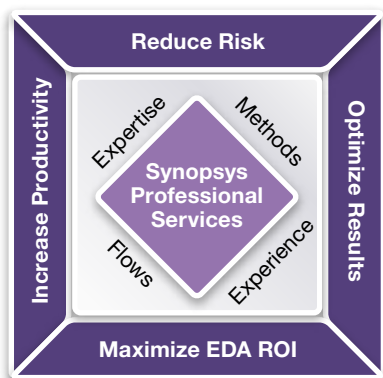 Reduce Risk
Increase Productivity
Expertise
Methods
Optimize Results
Synopsys
Professional
Services
Flows
Experience
Maximize EDA ROI